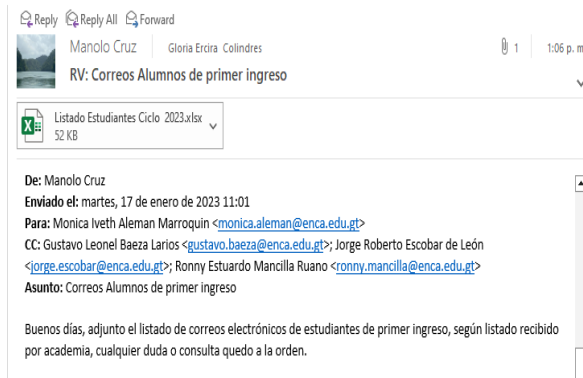 Reply Reply All Forward
Manolo Cruz Gloria Ercira Colindres 1 1:06 p. m
RV: Correos Alumnos de primer ingreso
Listado Estudiantes Ciclo 2023.xlsx
52 KB
De: Manolo Cruz
Enviado el: martes, 17 de enero de 2023 11:01
Para: Monica Iveth Aleman Marroquin <monica.aleman@enca.edu.gt>
CC: Gustavo Leonel Baeza Larios <gustavo.baeza@enca.edu.gt>; Jorge Roberto Escobar de León
<jorge.escobar@enca.edu.gt>; Ronny Estuardo Mancilla Ruano <ronny.mancilla@enca.edu.gt>
Asunto: Correos Alumnos de primer ingreso
Buenos días, adjunto el listado de correos electrónicos de estudiantes de primer ingreso, según listado recibido
por academia, cualquier duda o consulta quedo a la orden.